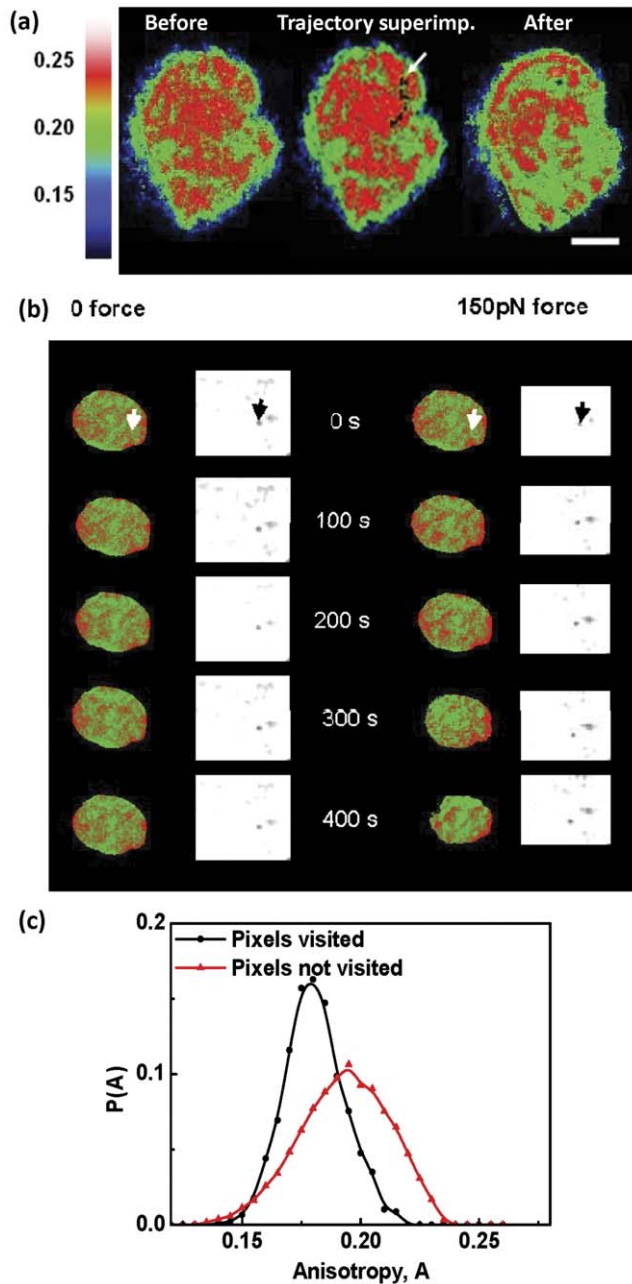 (a)
Before Trajectory superimp. After
0.25
0.20
0.15
(b)
0 force 150pN force
0 s
100 s
200 s
300 s
400 s
(c)
0.2
Pixels visited
Pixels not visited
P(A)
0.1
0.0
0.15 0.20 0.25
Anisotropy, A